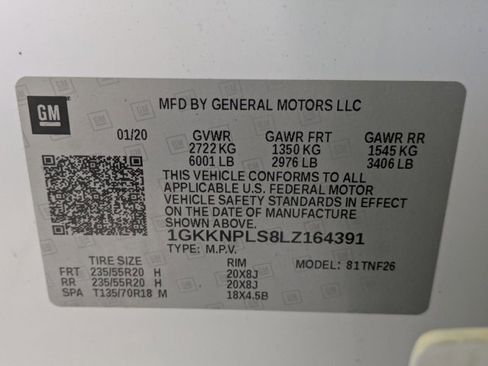 GM
MFD BY GENERAL MOTORS LLC
01/20 GVWR GAWR FRT GAWR RR
2722 KG 1350 KG 1545 KG
6001 LB 2976 LB 3406 LB
THIS VEHICLE CONFORMS TO ALL
APPLICABLE U.S. FEDERAL MOTOR
VEHICLE SAFETY STANDARDS IN EFFECT
ON THE DATE OF MANUFACTURE
SHOWN ABOVE.
1GKKNPLS8LZ164391
TYPE: M.P.V.
TIRE SIZE RIM MODEL: 81TNF26
FRT 235/55R20 H 20X8J
RR 235/55R20 H 20X8J
SPA T135/70R18 M 18X4.5B